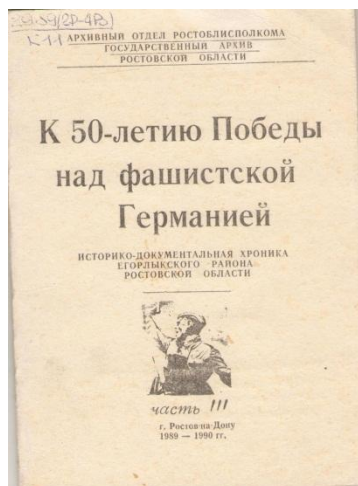 АРХИВНЫЙ ОТДЕЛ РОСТОБЛИСПОЛКОМА
ГОСУДАРСТВЕННЫЙ АРХИВ
РОСТОВСКОЙ ОБЛАСТИ
К 50-летию Победы
над фашистской
Германией
ИСТОРИКО-ДОКУМЕНТАЛЬНАЯ ХРОНИКА
ЕГОРЛЫКСКОГО РАЙОНА
РОСТОВСКОЙ ОБЛАСТИ
часть III
г. Ростов-на-Дону
1989 — 1990 гг.